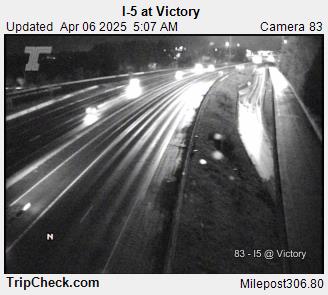 I-5 at Victory
Updated Apr 06 2025 5:07 AM Camera 83
T
N
83 - I5 @ Victory
TripCheck.com Milepost306.80